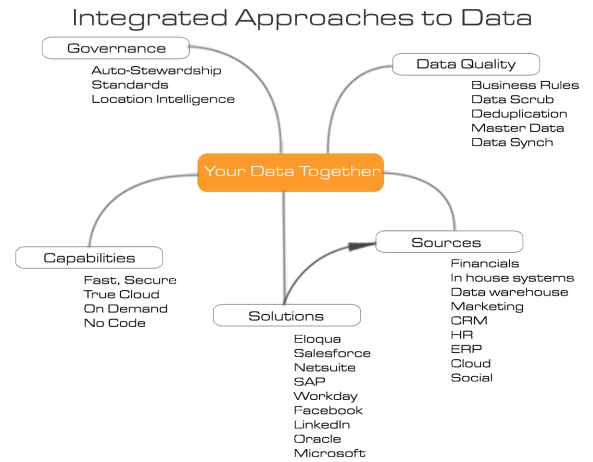 Integrated Approaches to Data
Governance
Auto-Stewardship
Standards
Location Intelligence
Data Quality
Business Rules
Data Scrub
Deduplication
Master Data
Data Synch
Your Data Together
Capabilities
Fast, Secure
True Cloud
On Demand
No Code
Solutions
Eloqua
Salesforce
Netsuite
SAP
Workday
Facebook
LinkedIn
Oracle
Microsoft
Sources
Financials
In house systems
Data warehouse
Marketing
CRM
HR
ERP
Cloud
Social